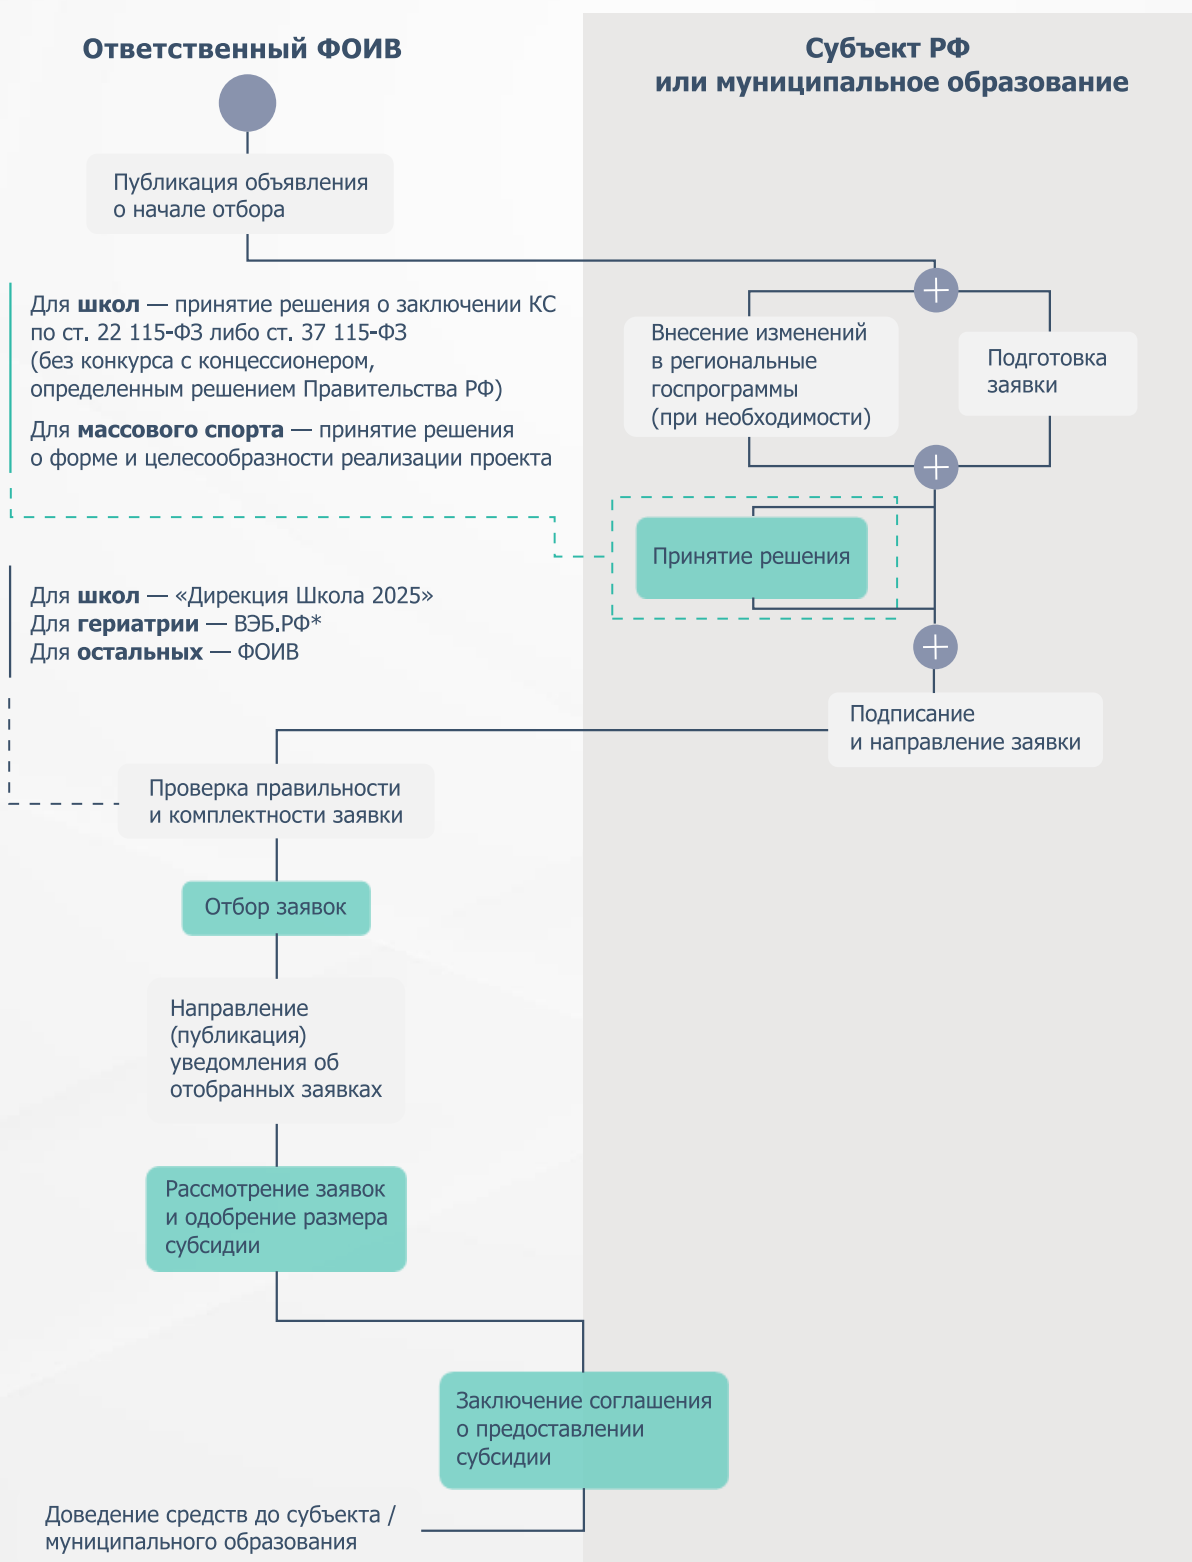 Ответственный ФОИВ
Субъект РФ
или муниципальное образование
Публикация объявления
о начале отбора
Для школ — принятие решения о заключении КС
по ст. 22 115-ФЗ либо ст. 37 115-ФЗ
(без конкурса с концессионером,
определенным решением Правительства РФ)
Для массового спорта — принятие решения
о форме и целесообразности реализации проекта
Внесение изменений
в региональные
госпрограммы
(при необходимости)
Подготовка
заявки
Принятие решения
Для школ — «Дирекция Школа 2025»
Для гериатрии — ВЭБ.РФ*
Для остальных — ФОИВ
Подписание
и направление заявки
Проверка правильности
и комплектности заявки
Отбор заявок
Направление
(публикация)
уведомления об
отобранных заявках
Рассмотрение заявок
и одобрение размера
субсидии
Заключение соглашения
о предоставлении
субсидии
Доведение средств до субъекта /
муниципального образования